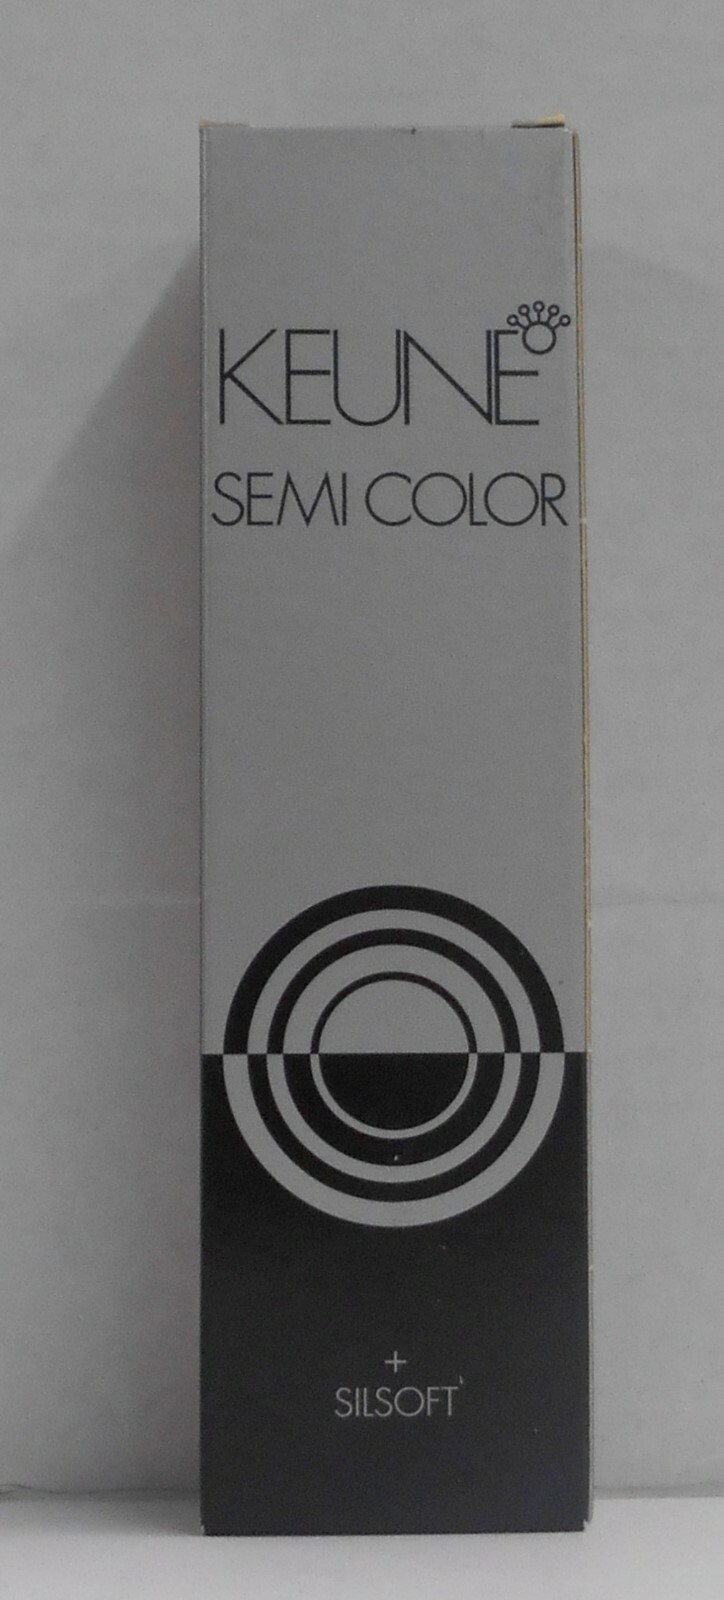 KEUNE
SEMI COLOR
+
SILSOFT